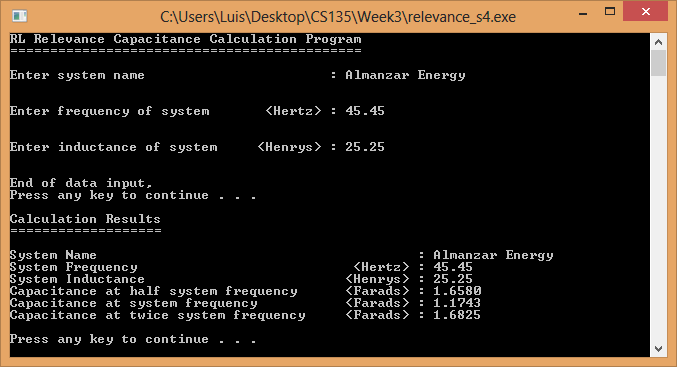 C:\Users\Luis\Desktop\CS135\Week3\relevance_s4.exe
RL Relevance Capacitance Calculation Program
============================================
Enter system name : Almanzar Energy
Enter frequency of system <Hertz> : 45.45
Enter inductance of system <Henrys> : 25.25
End of data input,
Press any key to continue . . .
Calculation Results
===================
System Name : Almanzar Energy
System Frequency <Hertz> : 45.45
System Inductance <Henrys> : 25.25
Capacitance at half system frequency <Farads> : 1.6580
Capacitance at system frequency <Farads> : 1.1743
Capacitance at twice system frequency <Farads> : 1.6825
Press any key to continue . . .